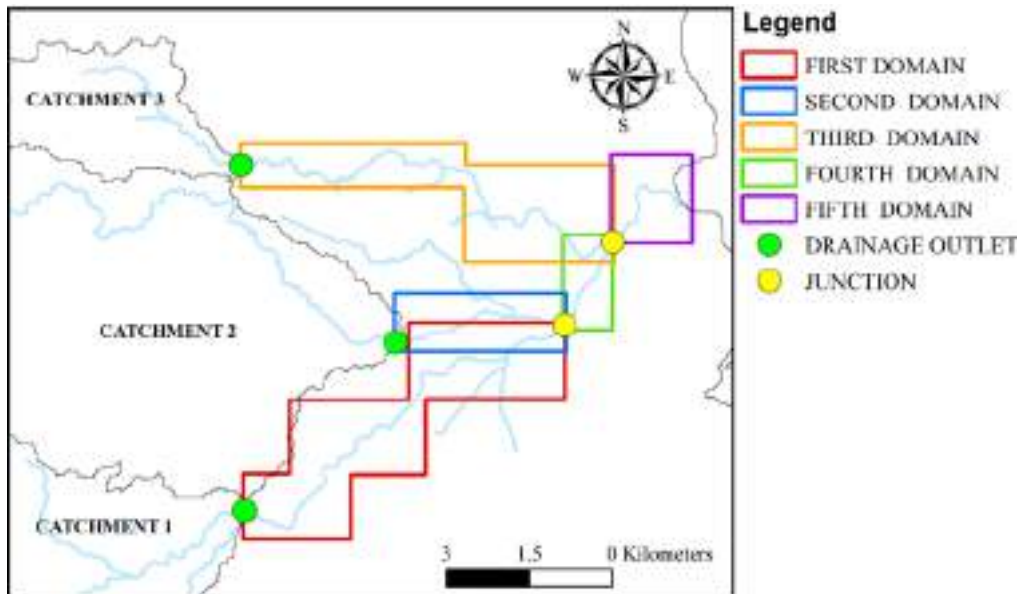 Legend
N
W E
S
FIRST DOMAIN
SECOND DOMAIN
THIRD DOMAIN
FOURTH DOMAIN
FIFTH DOMAIN
DRAINAGE OUTLET
JUNCTION
CATCHMENT 3
CATCHMENT 2
CATCHMENT 1
3 1.5 0 Kilometers